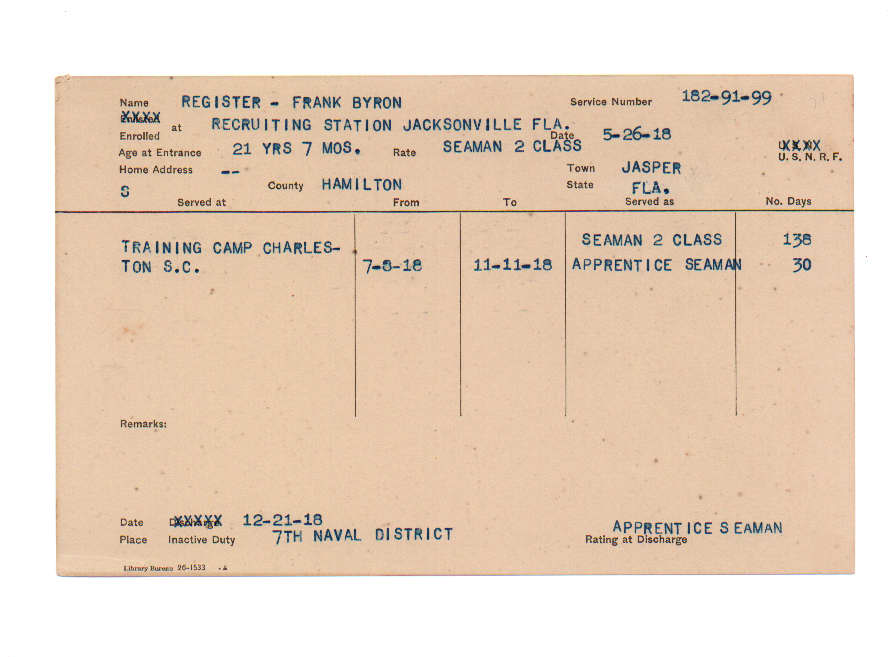 Name REGISTER - FRANK BYRON Service Number 182-91-99
XXXX
Enrolled at RECRUITING STATION JACKSONVILLE FLA. Date 5-26-18
Age at Entrance 21 YRS 7 MOS. Rate SEAMAN 2 CLASS XXXX
U. S. N. R. F.
Home Address -- Town JASPER
S County HAMILTON State FLA.
Served at From To Served as No. Days
SEAMAN 2 CLASS 138
TRAINING CAMP CHARLES-
TON S.C. 7-8-18 11-11-18 APPRENTICE SEAMAN 30
Remarks:
Date XXXXX 12-21-18 APPRENTICE SEAMAN
Place Inactive Duty 7TH NAVAL DISTRICT Rating at Discharge
Library Bureau 26-1533